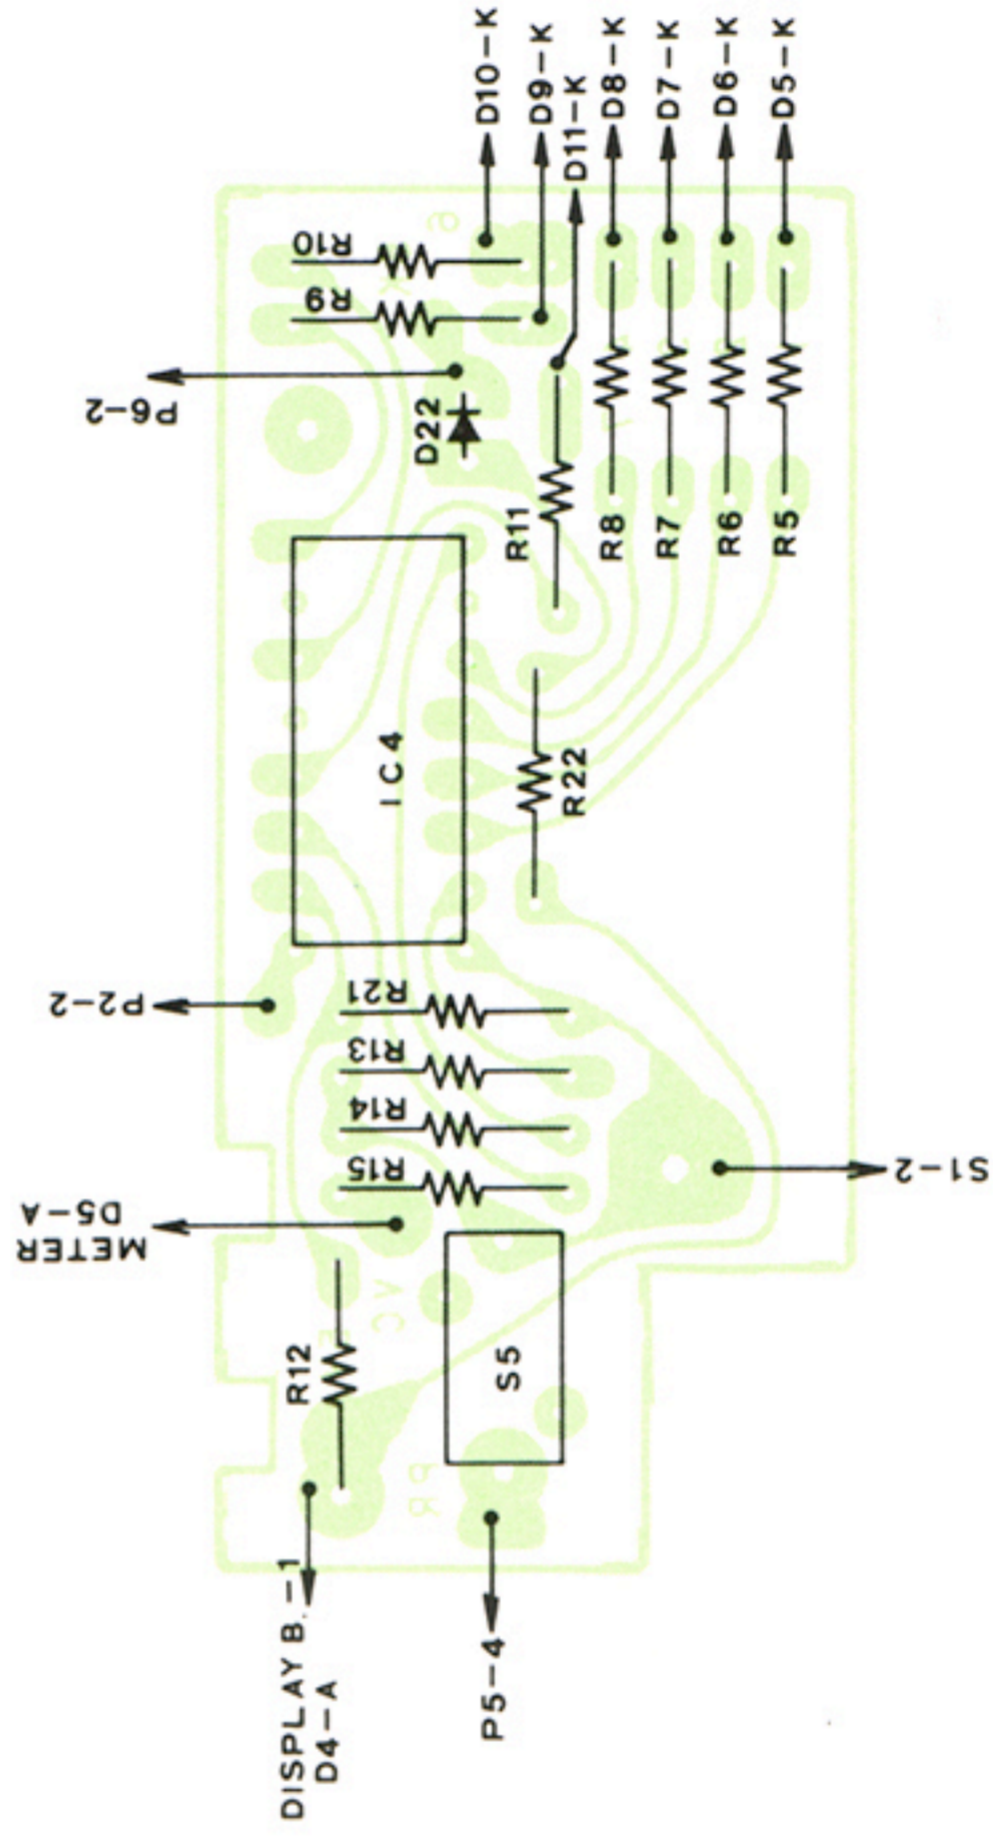 D10-K
D9-K
D11-K
D8-K
D7-K
D6-K
D5-K
R10
R9
P6-2
D22
R11
R8
R7
R6
R5
IC4
R22
P2-2
R21
R13
R14
R15
S1-2
METER
D5-A
VC
R12
S5
DISPLAY B.-1
D4-A
P5-4